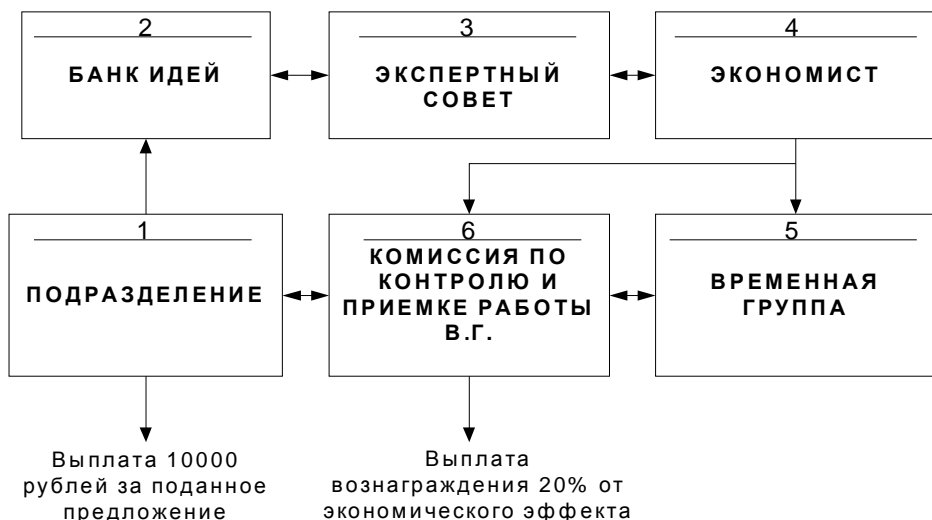 2
БАНК ИДЕЙ
3
ЭКСПЕРТНЫЙ
СОВЕТ
4
ЭКОНОМИСТ
1
ПОДРАЗДЕЛЕНИЕ
6
КОМИССИЯ ПО
КОНТРОЛЮ И
ПРИЕМКЕ РАБОТЫ
В.Г.
5
ВРЕМЕННАЯ
ГРУППА
Выплата 10000
рублей за поданное
предложение
Выплата
вознаграждения 20% от
экономического эффекта